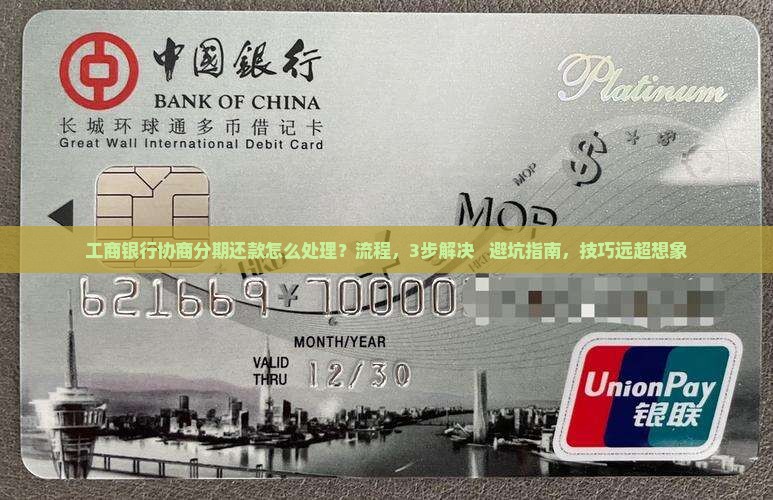 中國銀行
BANK OF CHINA
长城环球通多币借记卡
Great Wall International Debit Card
Platinum
MOP
$
¥
MOP
工商银行协商分期还款怎么处理?流程,3步解决 避坑指南,技巧远超想象
621669 70000
¥
MONTH/YEAR
VALID THRU 12/30
UnionPay
银联